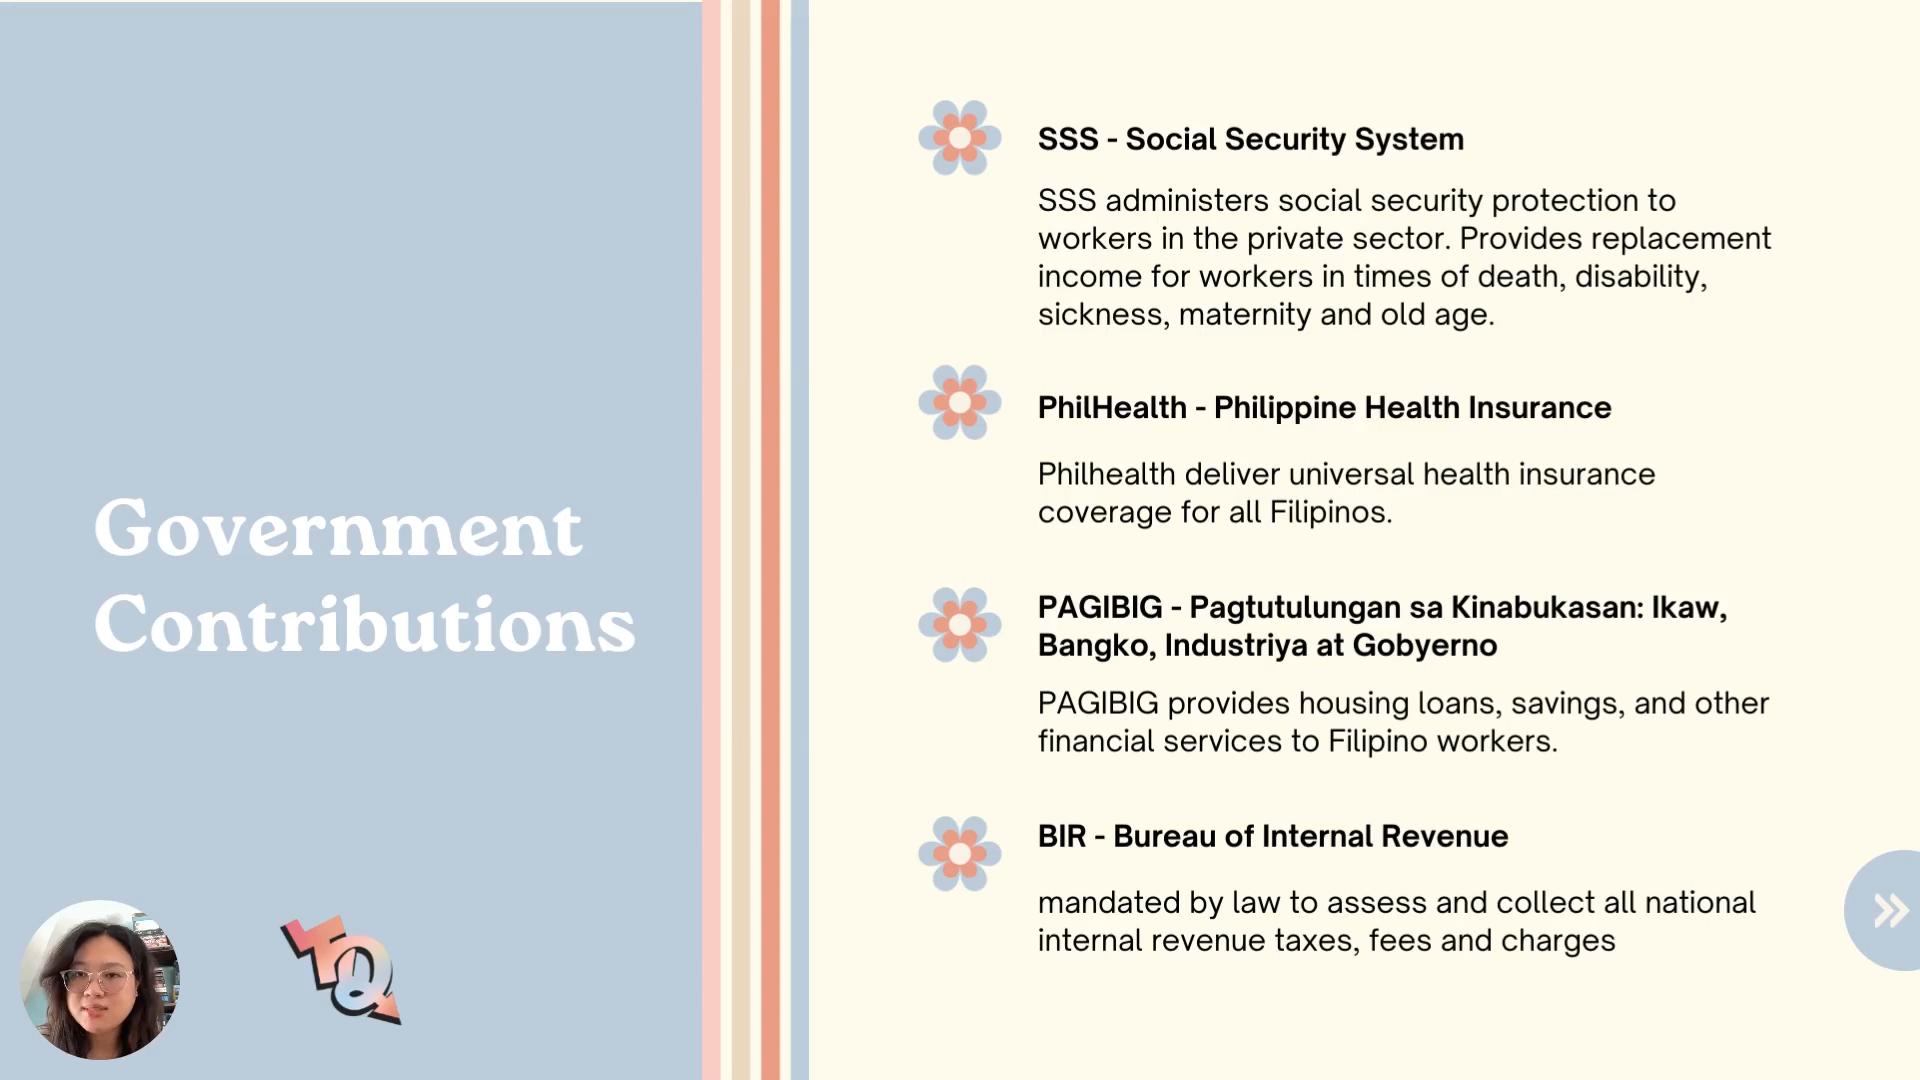 Government
Contributions
SSS - Social Security System
SSS administers social security protection to
workers in the private sector. Provides replacement
income for workers in times of death, disability,
sickness, maternity and old age.
PhilHealth - Philippine Health Insurance
Philhealth deliver universal health insurance
coverage for all Filipinos.
PAGIBIG - Pagtutulungan sa Kinabukasan: Ikaw,
Bangko, Industriya at Gobyerno
PAGIBIG provides housing loans, savings, and other
financial services to Filipino workers.
BIR - Bureau of Internal Revenue
mandated by law to assess and collect all national
internal revenue taxes, fees and charges
TQ